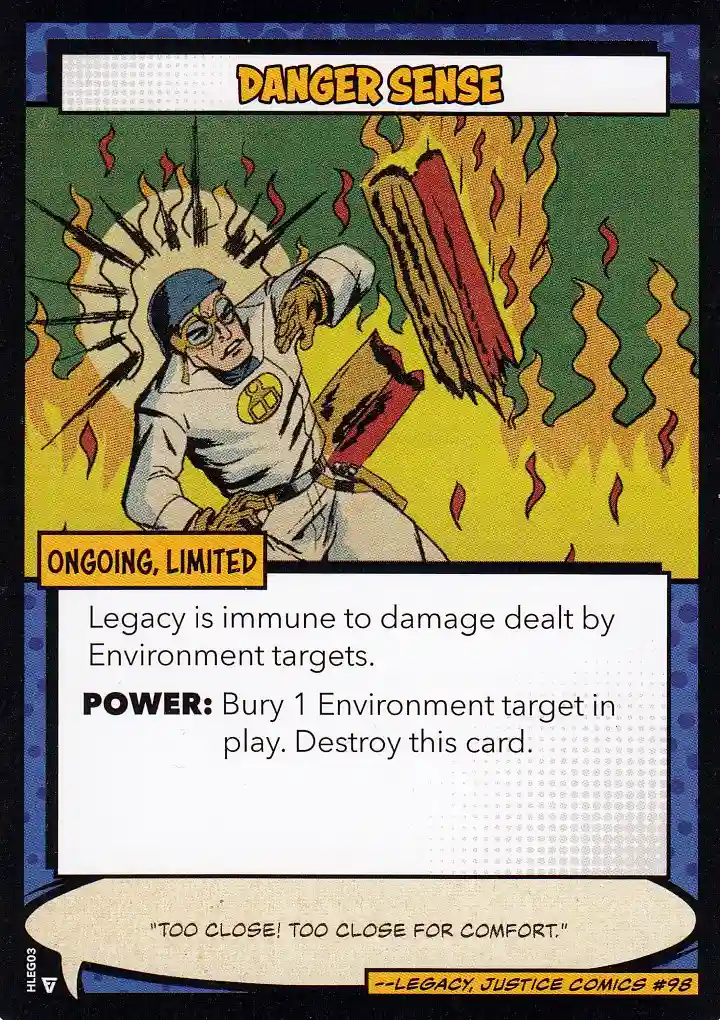 DANGER SENSE
ONGOING, LIMITED
Legacy is immune to damage dealt by
Environment targets.
POWER: Bury 1 Environment target in
play. Destroy this card.
"TOO CLOSE! TOO CLOSE FOR COMFORT."
--LEGACY, JUSTICE COMICS #98
HLEG03